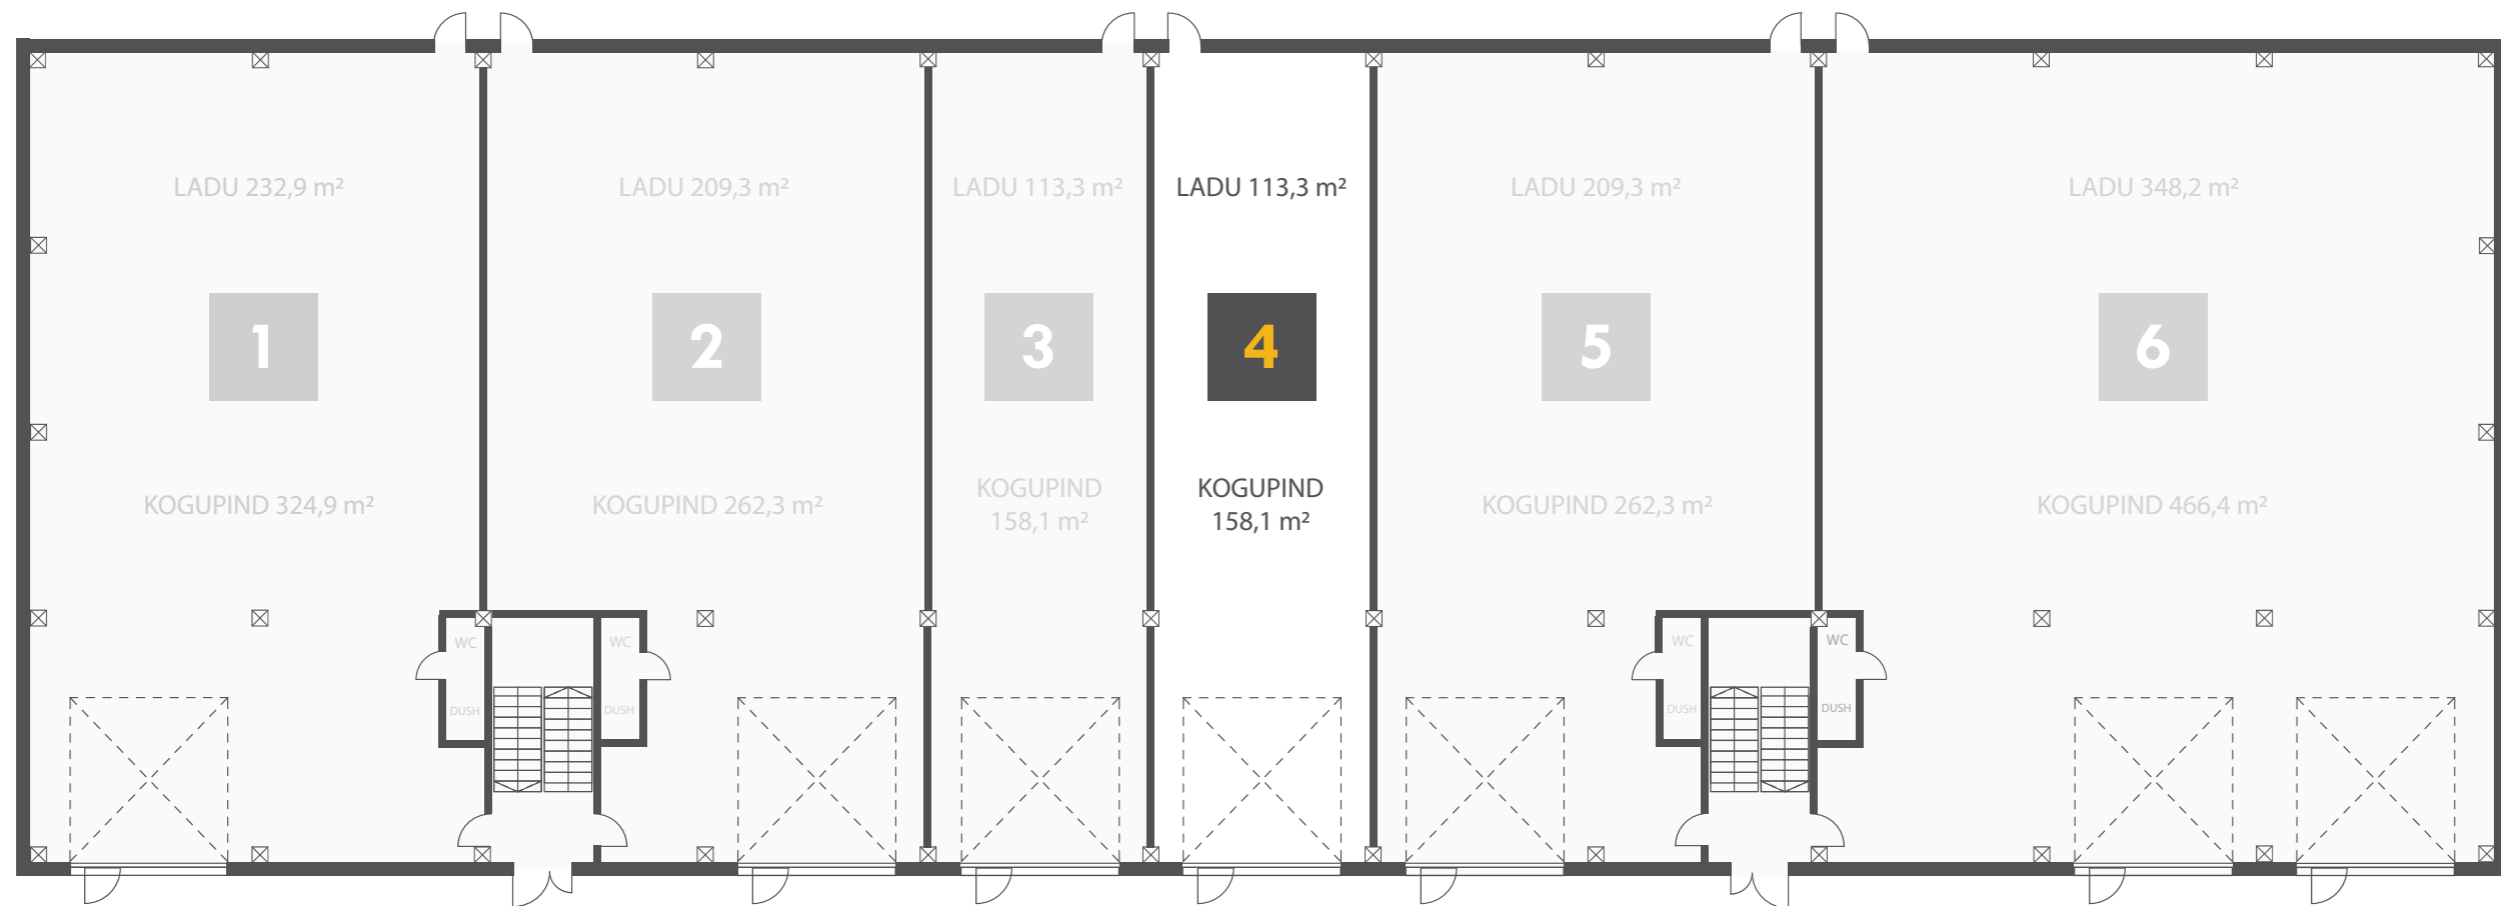 LADU 232,9 m²
LADU 209,3 m²
LADU 113,3 m²
LADU 113,3 m²
LADU 209,3 m²
LADU 348,2 m²
1
2
3
4
5
6
KOGUPIND 324,9 m²
KOGUPIND 262,3 m²
KOGUPIND
158,1 m²
KOGUPIND
158,1 m²
KOGUPIND 262,3 m²
KOGUPIND 466,4 m²
WC
WC
WC
WC
DUSH
DUSH
DUSH
DUSH